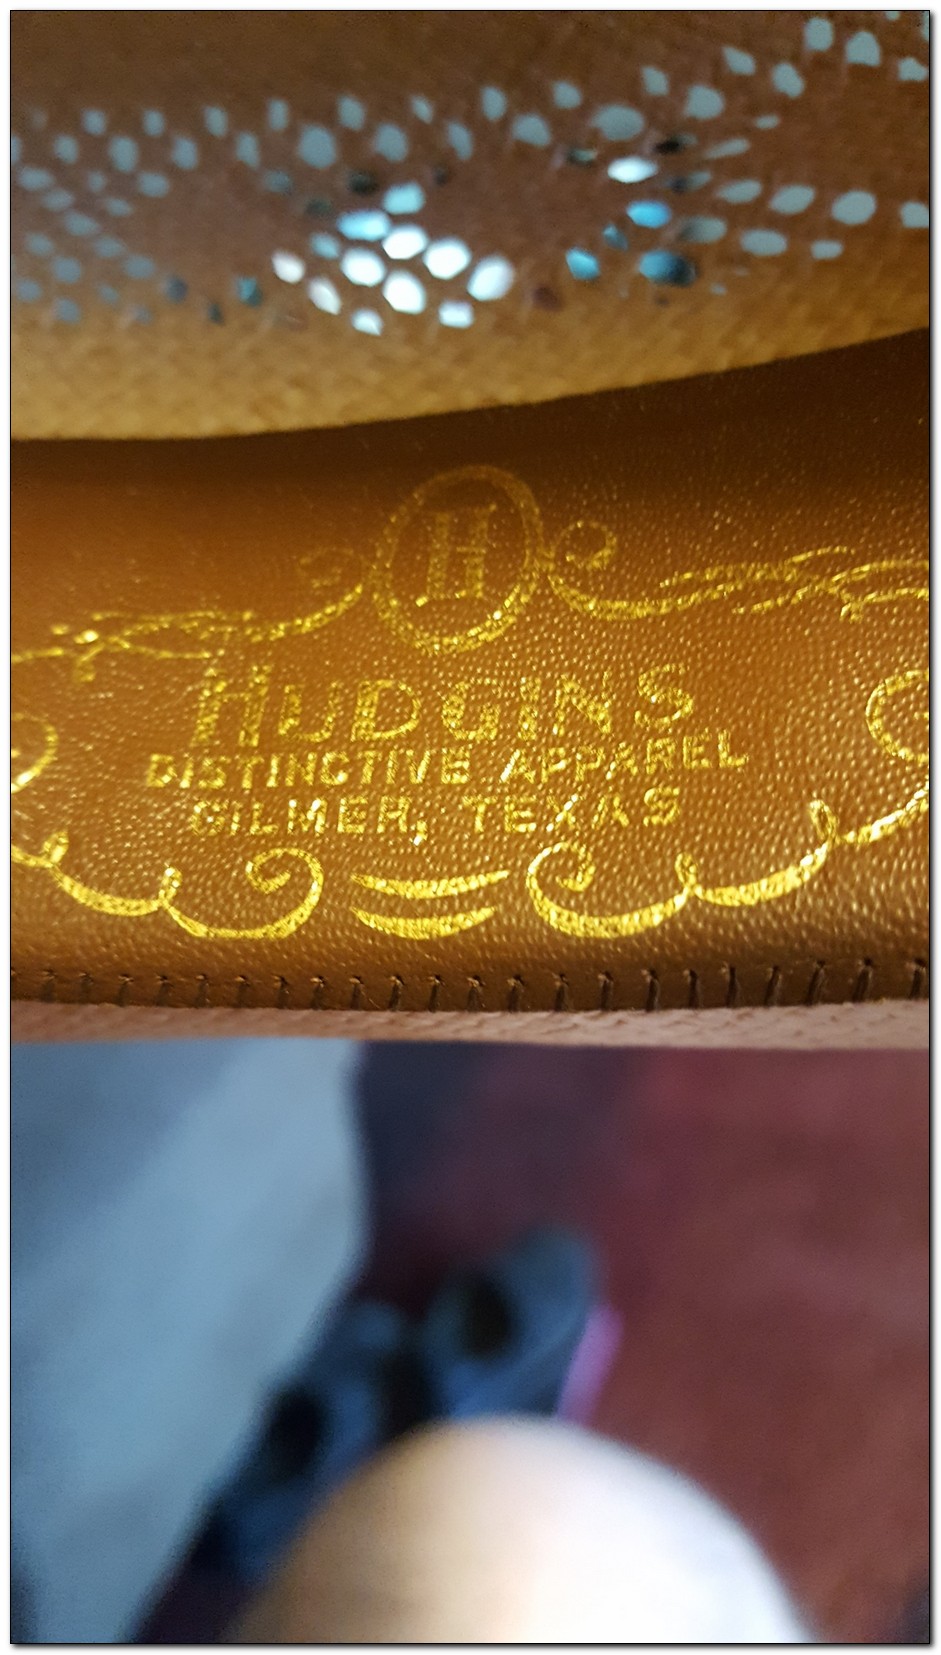 H
HUDGINS
DISTINCTIVE APPAREL
GILMER, TEXAS